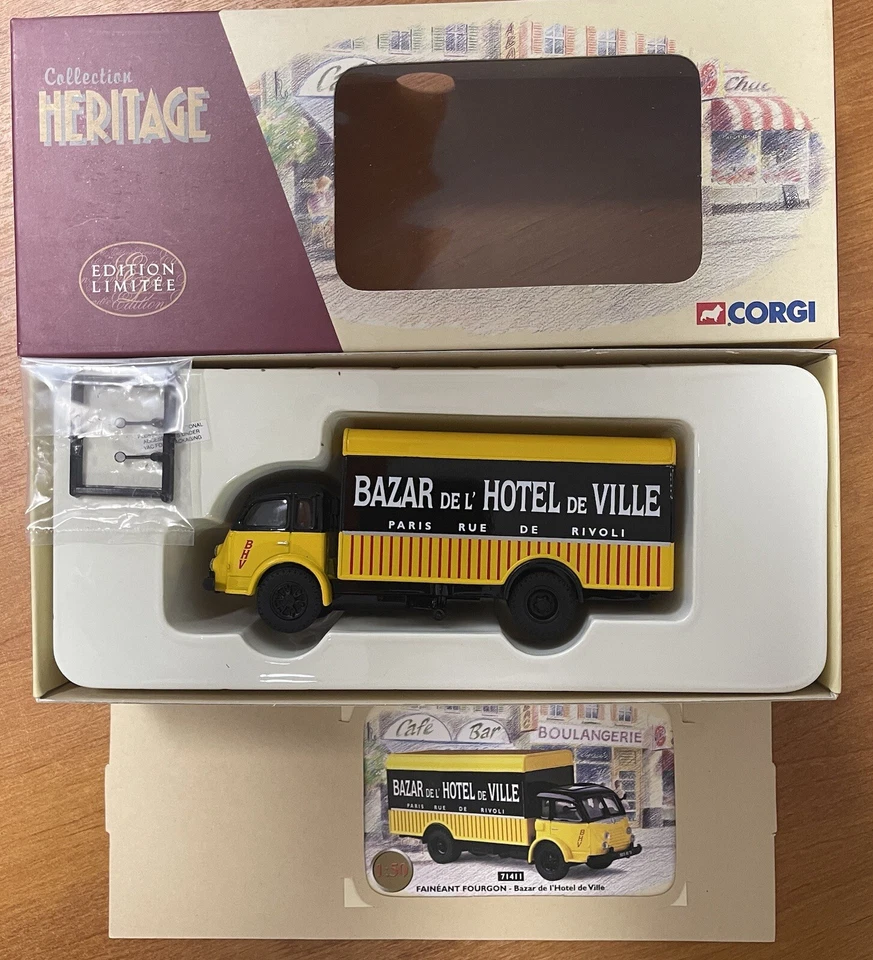 Collection
HERITAGE
EDITION
LIMITÉE
Edition
Choc
CORGI
BAZAR DE L' HOTEL DE VILLE
PARIS RUE DE RIVOLI
BHV
Café
Bar
BOULANGERIE
BAZAR DE L' HOTEL DE VILLE
PARIS RUE DE RIVOLI
BHV
1:50
71411
FAINÉANT FOURGON - Bazar de l'Hotel de Ville